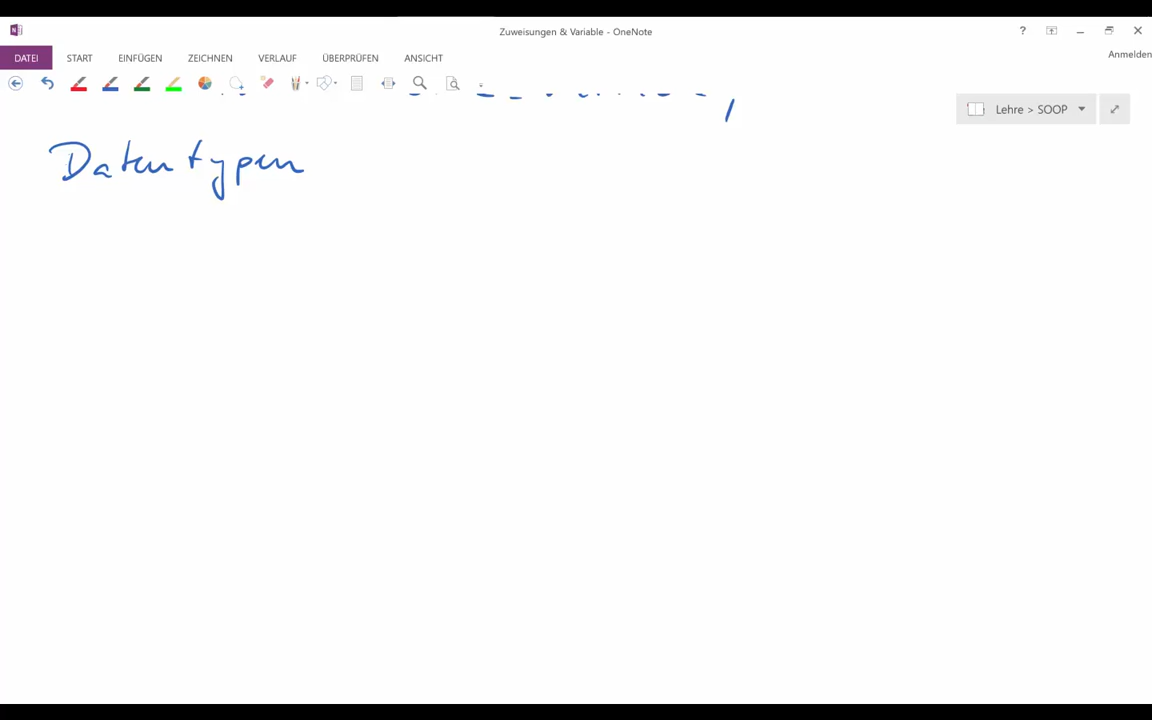 Zuweisungen & Variable - OneNote
?
DATEI START EINFÜGEN ZEICHNEN VERLAUF ÜBERPRÜFEN ANSICHT
Anmelden
Lehre > SOOP
Datentypen